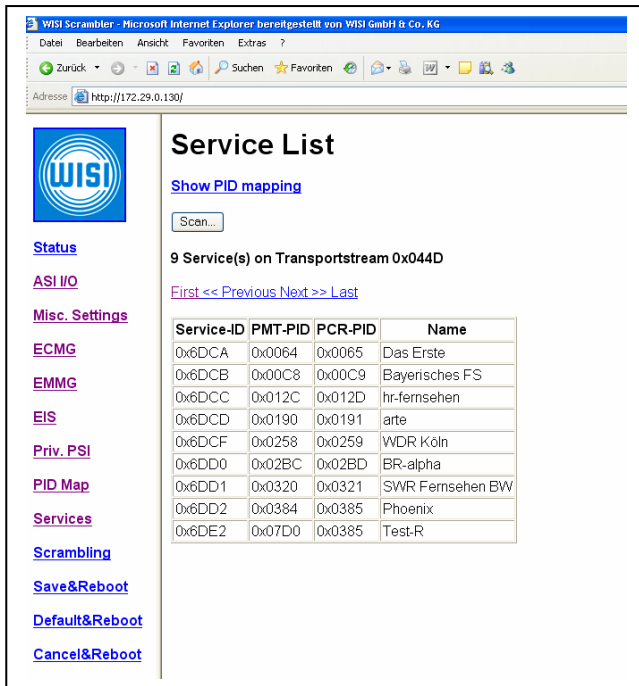 WISI Scrambler - Microsoft Internet Explorer bereitgestellt von WISI GmbH & Co. KG
Datei Bearbeiten Ansicht Favoriten Extras ?
Zurück Suchen Favoriten
Adresse http://172.29.0.130/
WISI
Status
ASI I/O
Misc. Settings
ECMG
EMMG
EIS
Priv. PSI
PID Map
Services
Scrambling
Save&Reboot
Default&Reboot
Cancel&Reboot
Service List
Show PID mapping
Scan...
9 Service(s) on Transportstream 0x044D
First << Previous Next >> Last
Service-ID PMT-PID PCR-PID Name
0x6DCA 0x0064 0x0065 Das Erste
0x6DCB 0x00C8 0x00C9 Bayerisches FS
0x6DCC 0x012C 0x012D hr-fernsehen
0x6DCD 0x0190 0x0191 arte
0x6DCF 0x0258 0x0259 WDR Köln
0x6DD0 0x02BC 0x02BD BR-alpha
0x6DD1 0x0320 0x0321 SWR Fernsehen BW
0x6DD2 0x0384 0x0385 Phoenix
0x6DE2 0x07D0 0x0385 Test-R